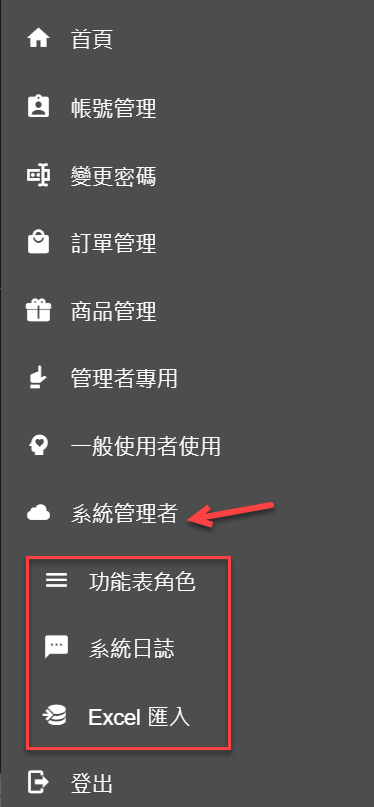 首頁
帳號管理
變更密碼
訂單管理
商品管理
管理者專用
一般使用者使用
系統管理者
功能表角色
系統日誌
Excel 匯入
登出